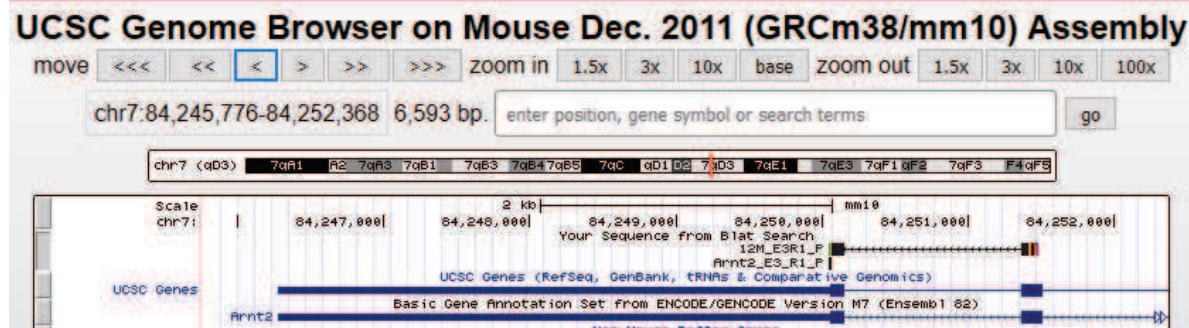 UCSC Genome Browser on Mouse Dec. 2011 (GRCm38/mm10) Assembly
move <<< << < > >> >>> zoom in 1.5x 3x 10x base zoom out 1.5x 3x 10x 100x
chr7:84,245,776-84,252,368 6,593 bp. enter position, gene symbol or search terms go
chr7 (qD3) 7qA1 A2 7qA3 7qB1 7qB3 7qB4 7qB5 7qC qD1 D2 7qD3 7qE1 7qE3 7qF1 qF2 7qF3 F4 qF5
Scale 2 kb mm10
chr7: 84,247,000 84,248,000 84,249,000 84,250,000 84,251,000 84,252,000
Your Sequence from Blat Search
12M_E3R1_P
Arnt2_E3_R1_P
UCSC Genes (RefSeq, GenBank, tRNAs & Comparative Genomics)
UCSC Genes
Basic Gene Annotation Set from ENCODE/GENCODE Version M7 (Ensembl 82)
Arnt2